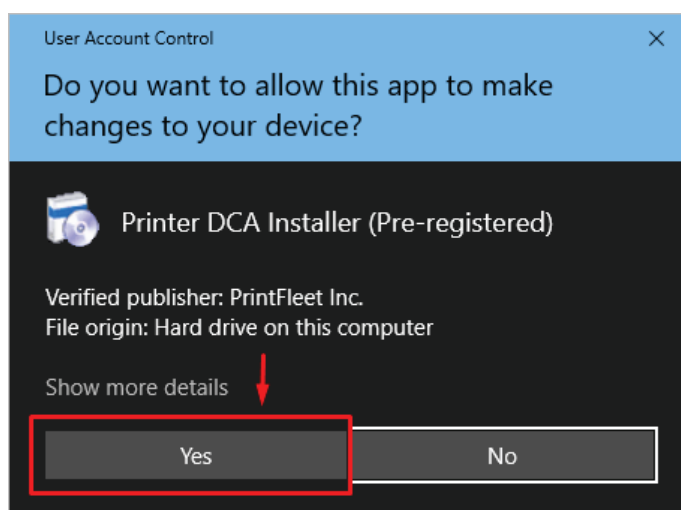 User Account Control
Do you want to allow this app to make
changes to your device?
Printer DCA Installer (Pre-registered)
Verified publisher: PrintFleet Inc.
File origin: Hard drive on this computer
Show more details
Yes
No